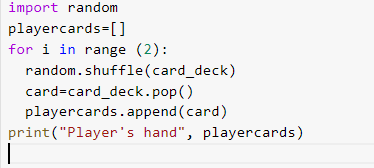 import random
playercards=[]
for i in range (2):
  random.shuffle(card_deck)
  card=card_deck.pop()
  playercards.append(card)
print("Player's hand", playercards)